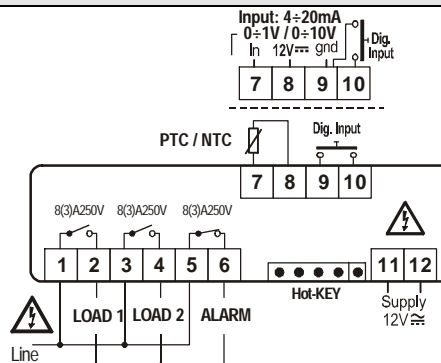 Input: 4÷20mA
0÷1V / 0÷10V
In 12V⎓ gnd
Dig.
Input
7 8 9 10
PTC / NTC
Dig. Input
7 8 9 10
8(3)A250V 8(3)A250V 8(3)A250V
1 2 3 4 5 6
Hot-KEY
11 12
LOAD 1 LOAD 2 ALARM
Supply
12V≅
Line